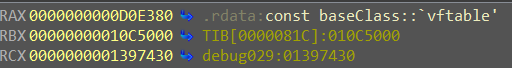 RAX 0000000000D0E380 ↳ .rdata:const baseClass::`vftable'
RBX 00000000010C5000 ↳ TIB[0000081C]:010C5000
RCX 0000000001397430 ↳ debug029:01397430